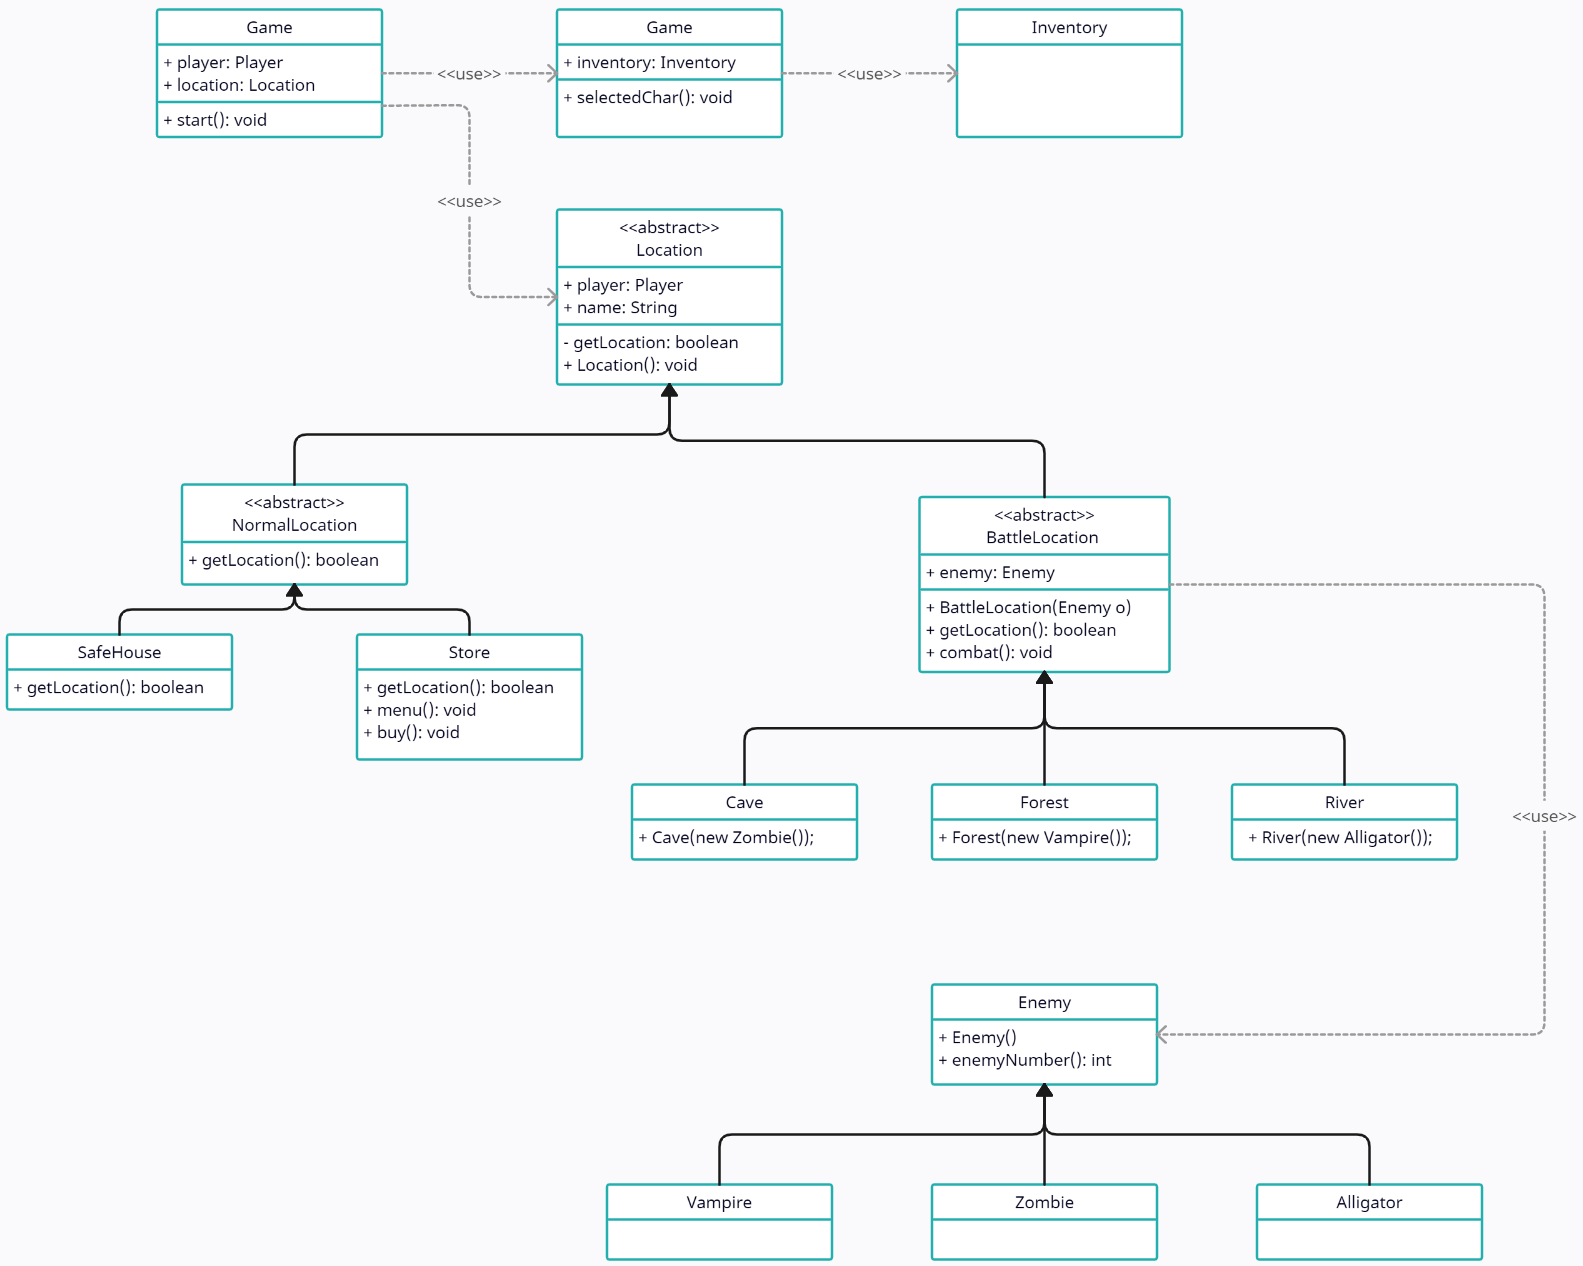 Game
+ player: Player
+ location: Location
+ start(): void
<<use>>
Game
+ inventory: Inventory
+ selectedChar(): void
<<use>>
Inventory
<<use>>
<<abstract>>
Location
+ player: Player
+ name: String
- getLocation: boolean
+ Location(): void
<<abstract>>
NormalLocation
+ getLocation(): boolean
<<abstract>>
BattleLocation
+ enemy: Enemy
+ BattleLocation(Enemy o)
+ getLocation(): boolean
+ combat(): void
SafeHouse
+ getLocation(): boolean
Store
+ getLocation(): boolean
+ menu(): void
+ buy(): void
Cave
+ Cave(new Zombie());
Forest
+ Forest(new Vampire());
River
+ River(new Alligator());
<<use>>
Enemy
+ Enemy()
+ enemyNumber(): int
Vampire
Zombie
Alligator